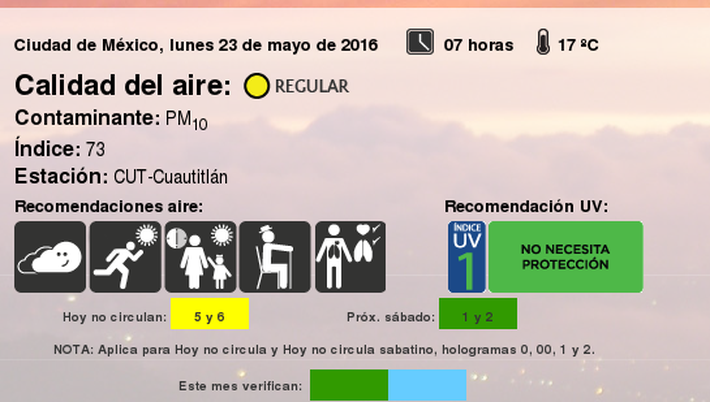 Ciudad de México, lunes 23 de mayo de 2016 07 horas 17 ºC
Calidad del aire: REGULAR
Contaminante: PM10
Índice: 73
Estación: CUT-Cuautitlán
Recomendaciones aire: Recomendación UV:
ÍNDICE
UV
1
NO NECESITA
PROTECCIÓN
Hoy no circulan: 5 y 6 Próx. sábado: 1 y 2
NOTA: Aplica para Hoy no circula y Hoy no circula sabatino, hologramas 0, 00, 1 y 2.
Este mes verifican: